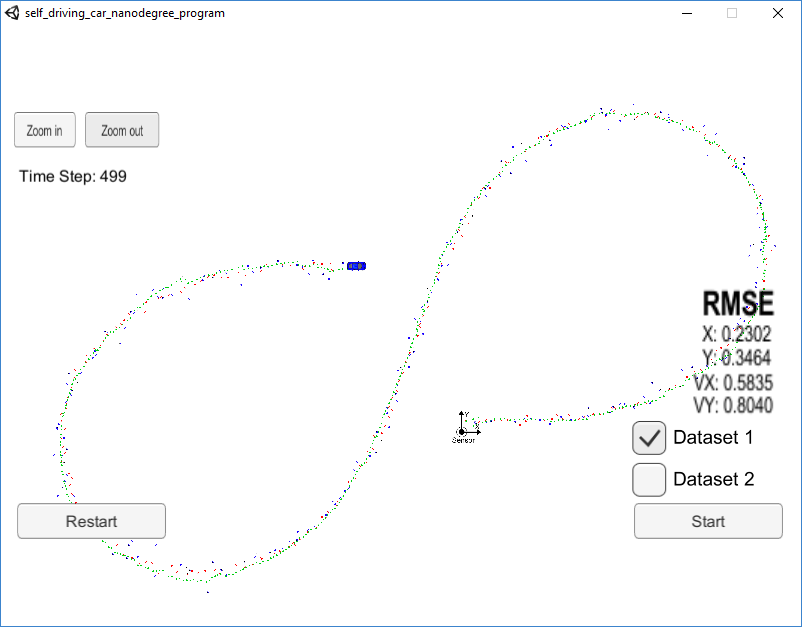 self_driving_car_nanodegree_program
Zoom in
Zoom out
Time Step: 499
RMSE
X: 0.2302
Y: 0.3464
VX: 0.5835
VY: 0.8040
Y
X
Sensor
Dataset 1
Dataset 2
Restart
Start